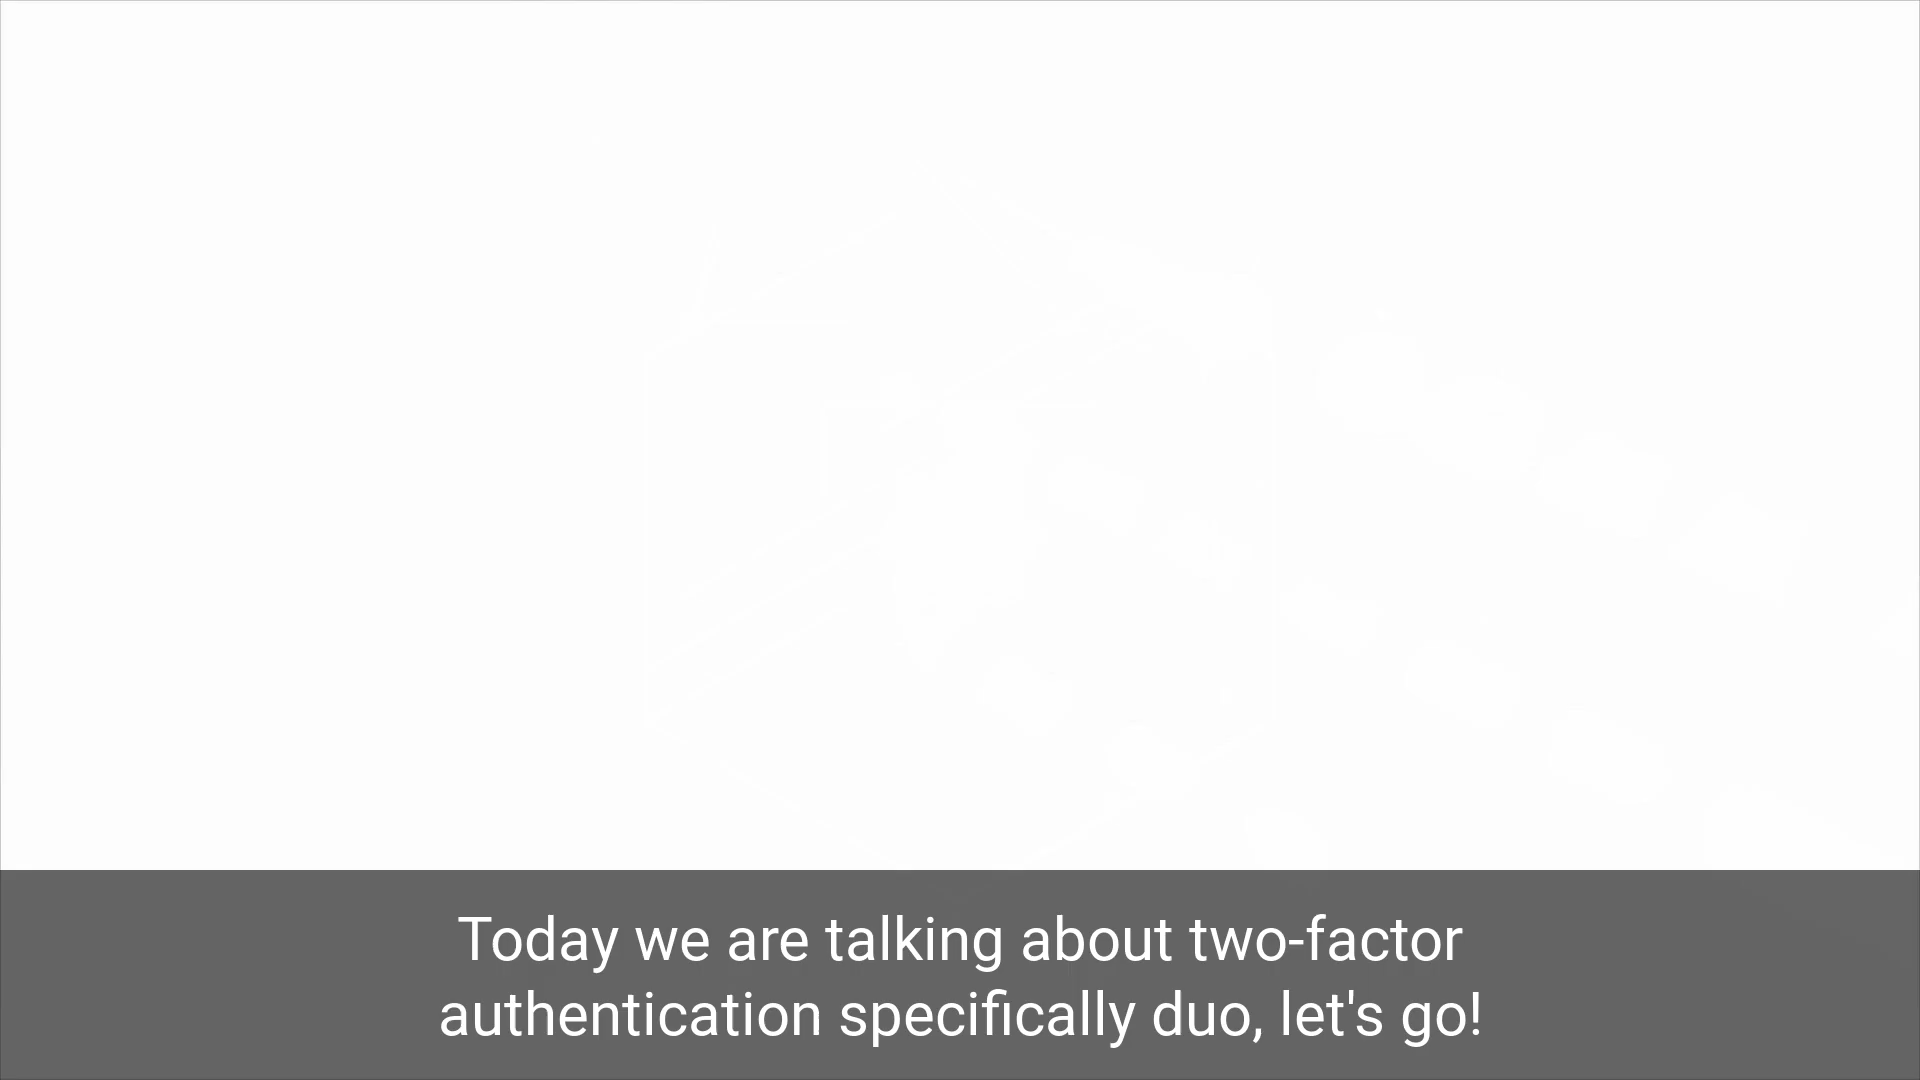 Today we are talking about two-factor
authentication specifically duo, let's go!